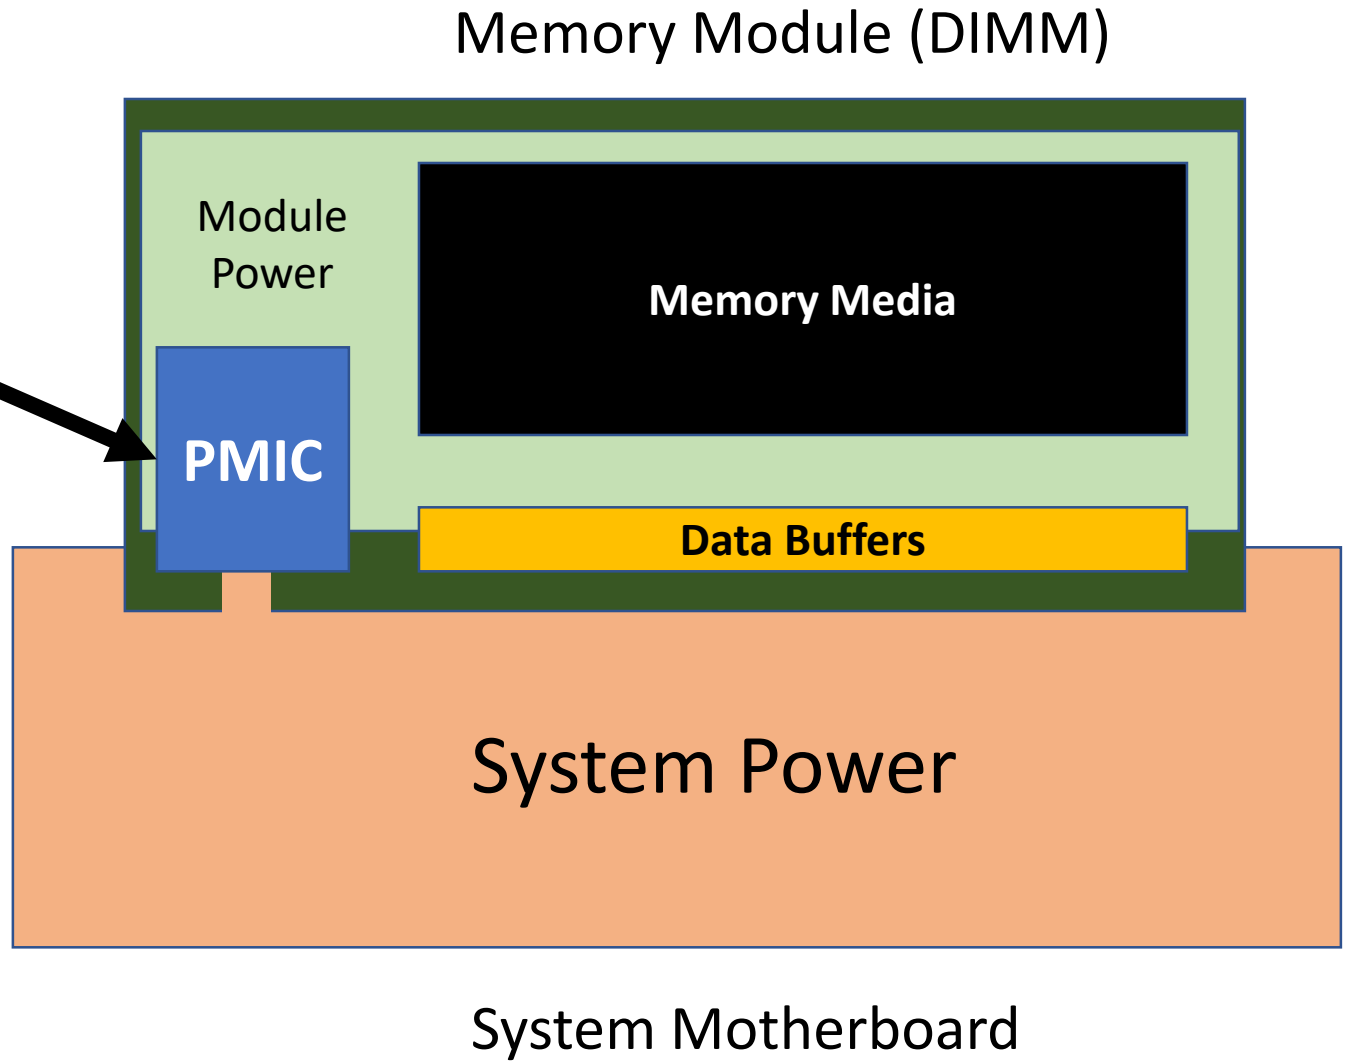 Memory Module (DIMM)
Module
Power
Memory Media
PMIC
Data Buffers
System Power
System Motherboard